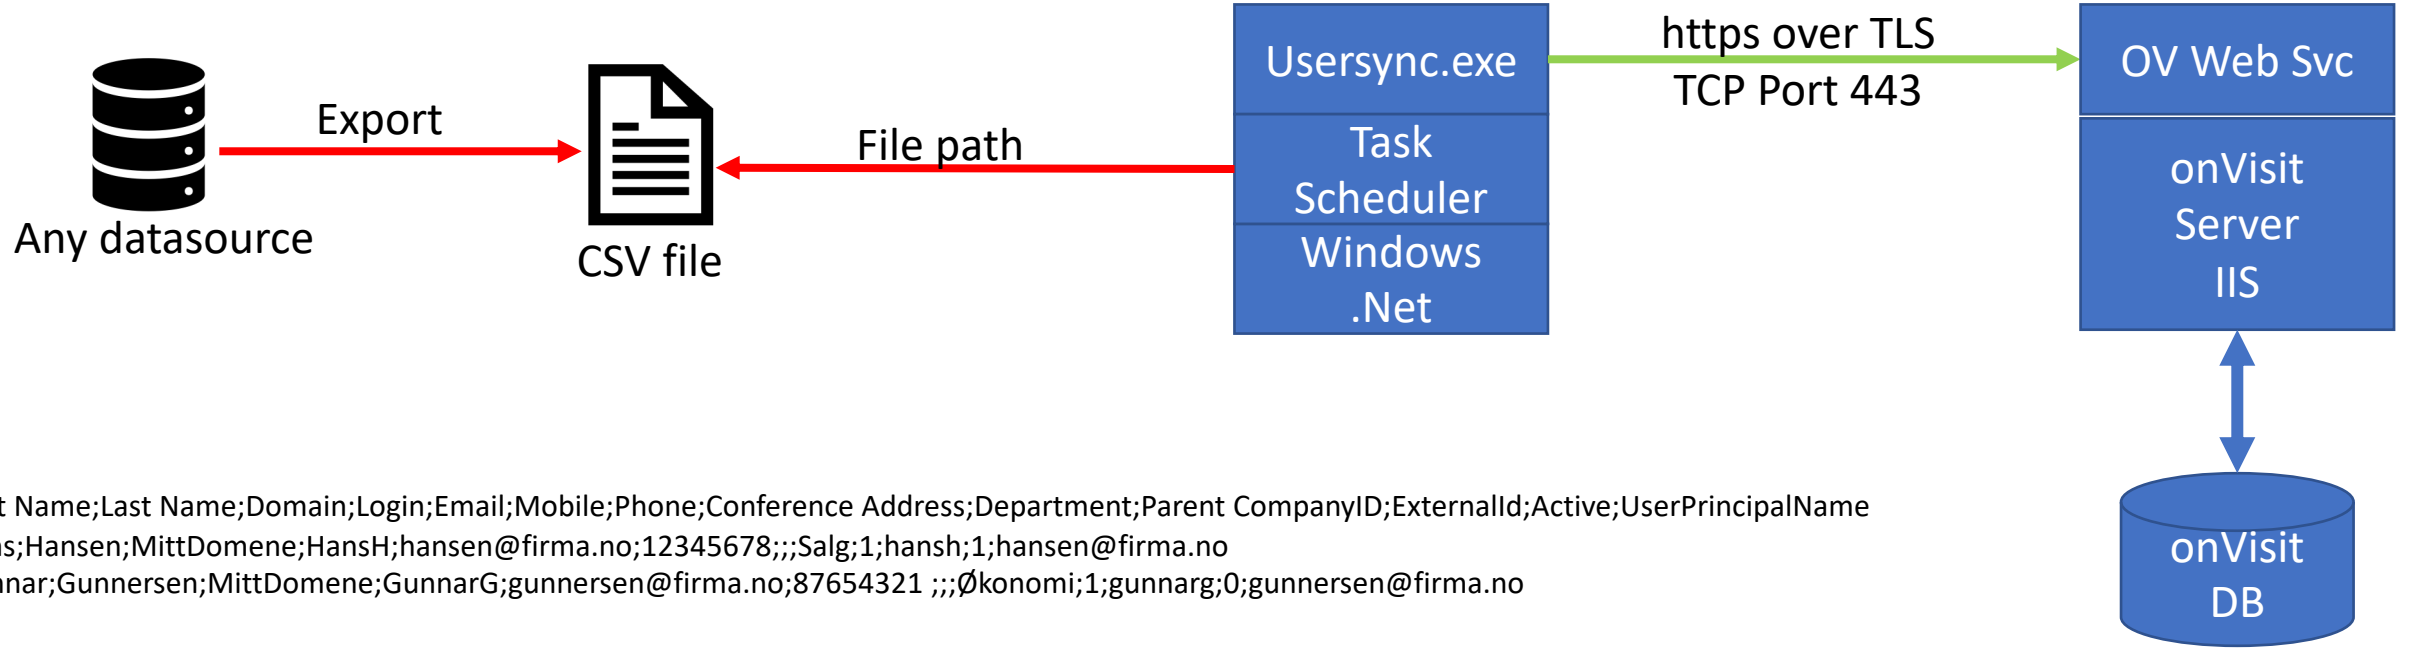 Any datasource
Export
CSV file
File path
Usersync.exe
Task
Scheduler
Windows
.Net
https over TLS
TCP Port 443
OV Web Svc
onVisit
Server
IIS
onVisit
DB
t Name;Last Name;Domain;Login;Email;Mobile;Phone;Conference Address;Department;Parent CompanyID;ExternalId;Active;UserPrincipalName
s;Hansen;MittDomene;HansH;hansen@firma.no;12345678;;;Salg;1;hansh;1;hansen@firma.no
nar;Gunnersen;MittDomene;GunnarG;gunnersen@firma.no;87654321 ;;;Økonomi;1;gunnarg;0;gunnersen@firma.no